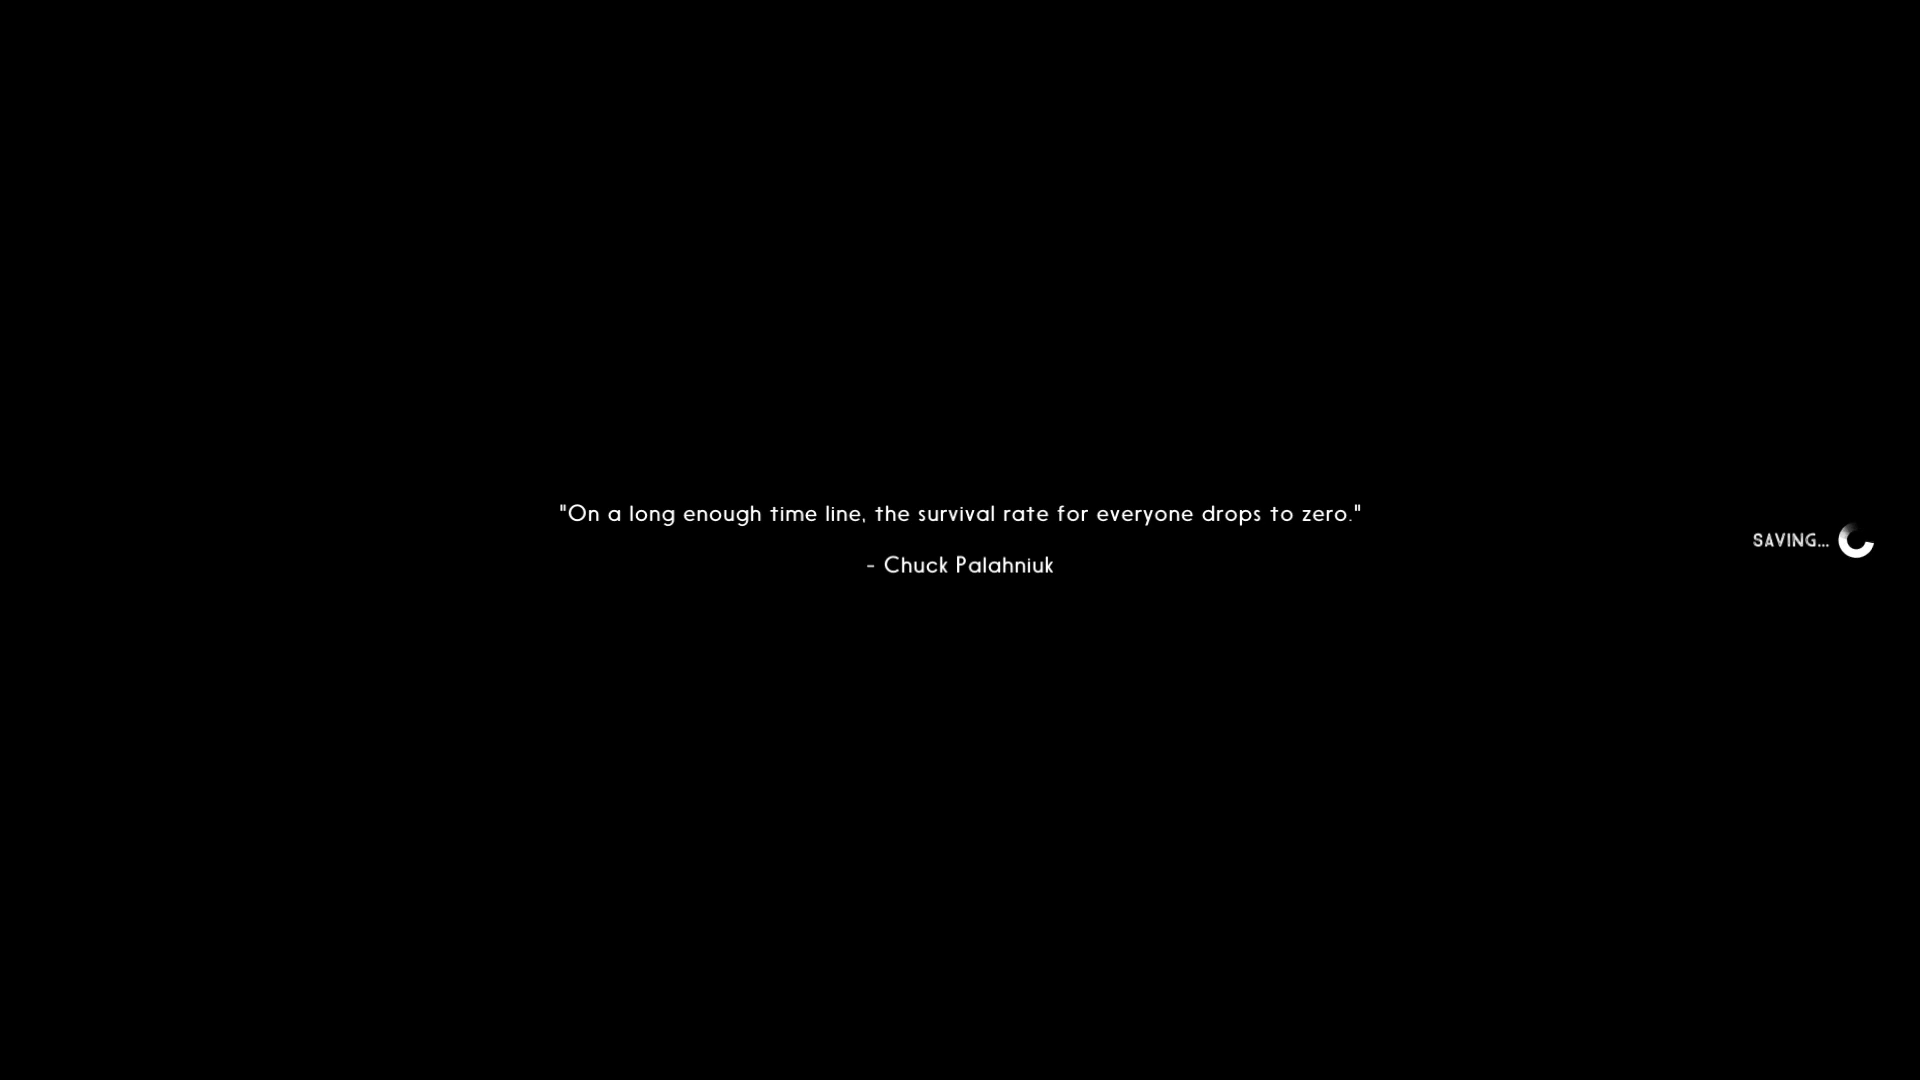 "On a long enough time line, the survival rate for everyone drops to zero."
SAVING...
- Chuck Palahniuk